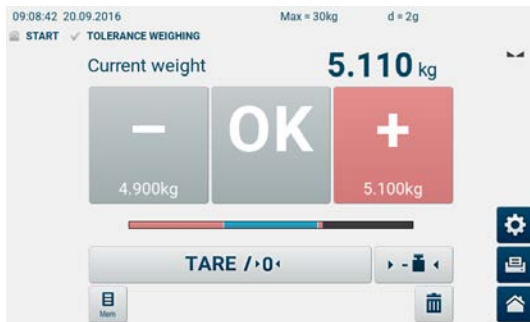 09:08:42 20.09.2016 Max = 30kg d = 2g
START TOLERANCE WEIGHING
Current weight 5.110 kg
− OK +
4.900kg 5.100kg
TARE / →0← → - ←
Mem